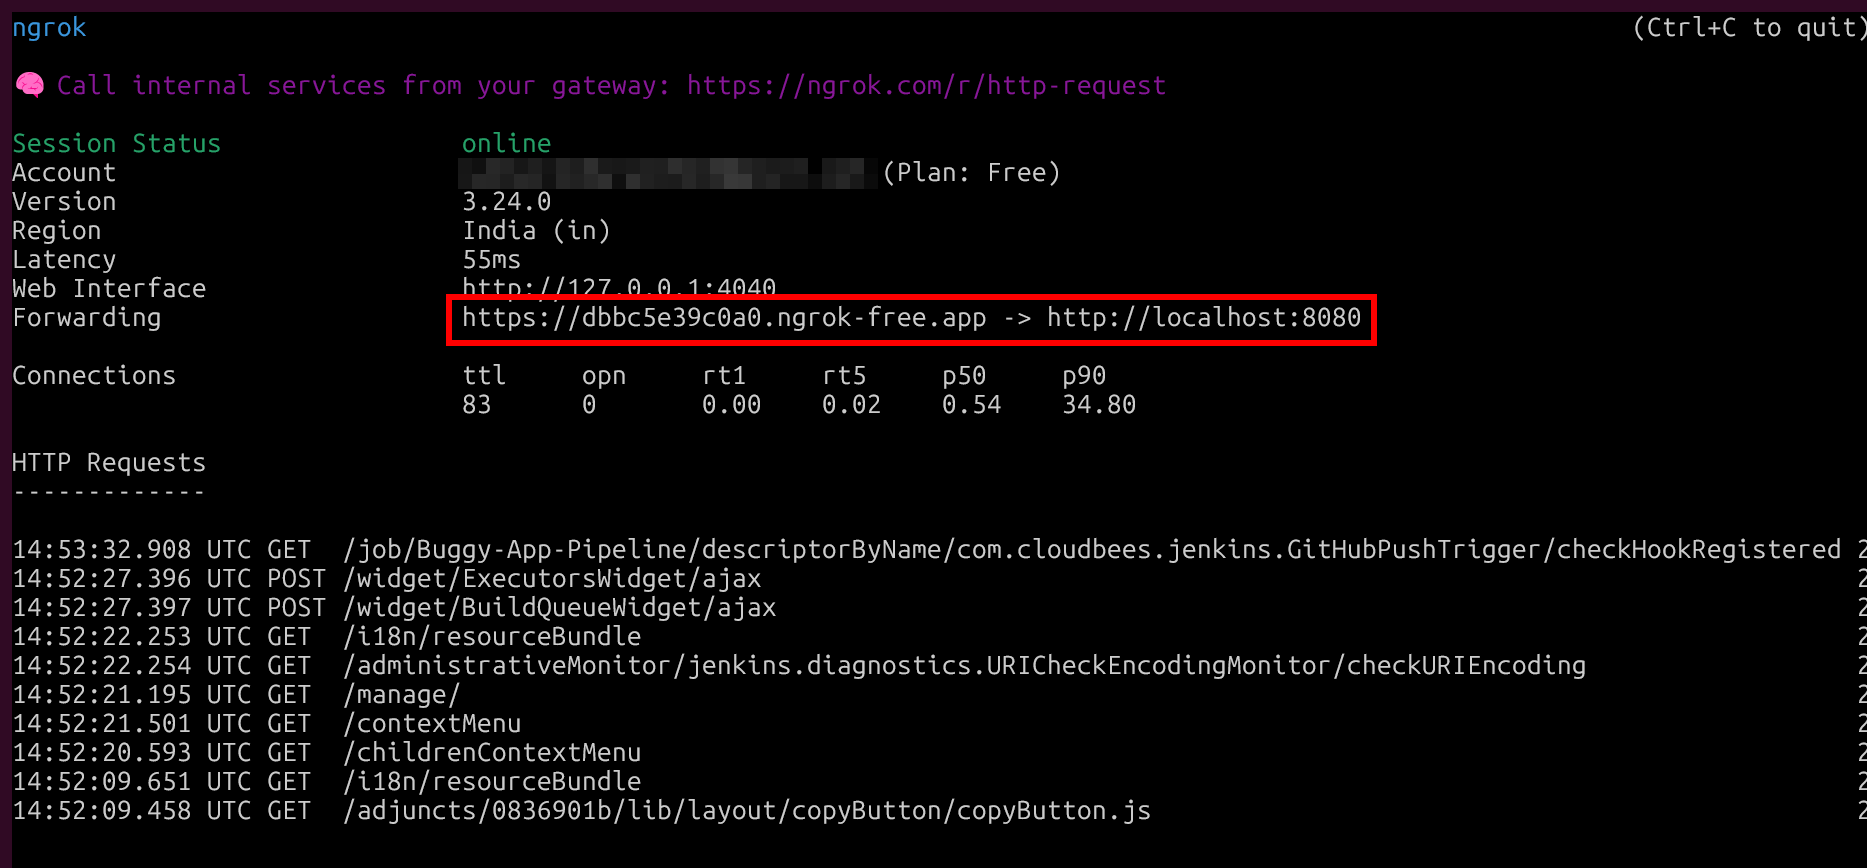 ngrok (Ctrl+C to quit)
Call internal services from your gateway: https://ngrok.com/r/http-request
Session Status online
Account (Plan: Free)
Version 3.24.0
Region India (in)
Latency 55ms
Web Interface http://127.0.0.1:4040
Forwarding https://dbbc5e39c0a0.ngrok-free.app -> http://localhost:8080
Connections ttl opn rt1 rt5 p50 p90
83 0 0.00 0.02 0.54 34.80
HTTP Requests
-------------
14:53:32.908 UTC GET /job/Buggy-App-Pipeline/descriptorByName/com.cloudbees.jenkins.GitHubPushTrigger/checkHookRegistered 2
14:52:27.396 UTC POST /widget/ExecutorsWidget/ajax 2
14:52:27.397 UTC POST /widget/BuildQueueWidget/ajax 2
14:52:22.253 UTC GET /i18n/resourceBundle 2
14:52:22.254 UTC GET /administrativeMonitor/jenkins.diagnostics.URICheckEncodingMonitor/checkURIEncoding 2
14:52:21.195 UTC GET /manage/ 2
14:52:21.501 UTC GET /contextMenu 2
14:52:20.593 UTC GET /childrenContextMenu 2
14:52:09.651 UTC GET /i18n/resourceBundle 2
14:52:09.458 UTC GET /adjuncts/0836901b/lib/layout/copyButton/copyButton.js 2